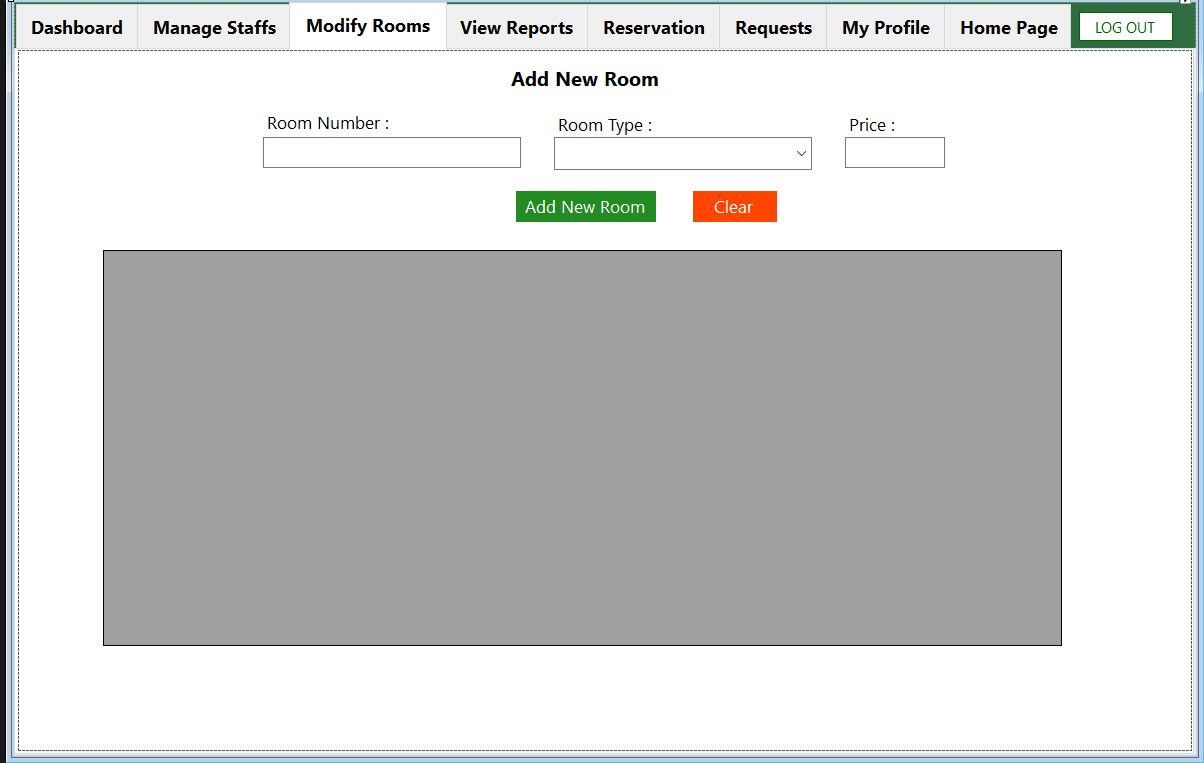 Dashboard Manage Staffs Modify Rooms View Reports Reservation Requests My Profile Home Page LOG OUT
Add New Room
Room Number : Room Type : Price :
Add New Room Clear